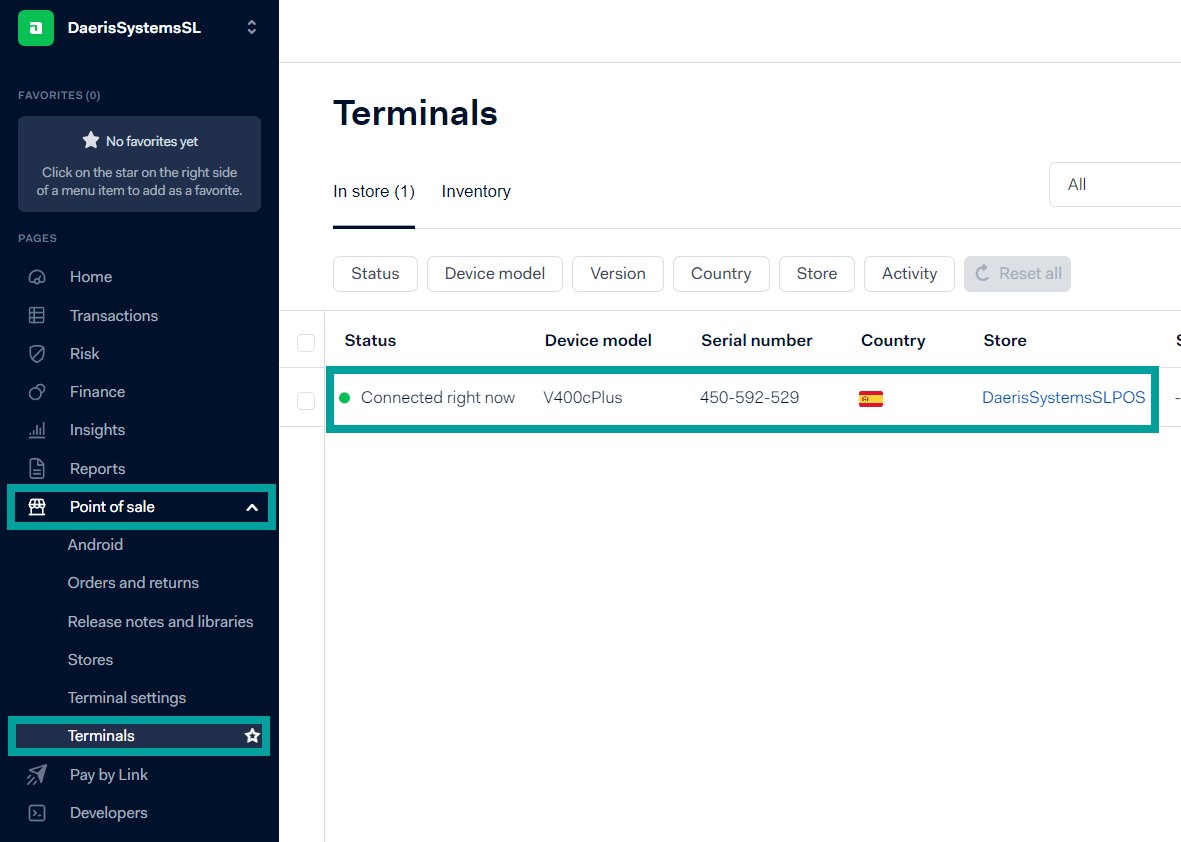 DaerisSystemsSL
FAVORITES (0)
No favorites yet
Click on the star on the right side
of a menu item to add as a favorite.
PAGES
Home
Transactions
Risk
Finance
Insights
Reports
Point of sale
Android
Orders and returns
Release notes and libraries
Stores
Terminal settings
Terminals
Pay by Link
Developers
Terminals
In store (1) Inventory
All
Status Device model Version Country Store Activity Reset all
Status Device model Serial number Country Store
Connected right now V400cPlus 450-592-529 DaerisSystemsSLPOS -